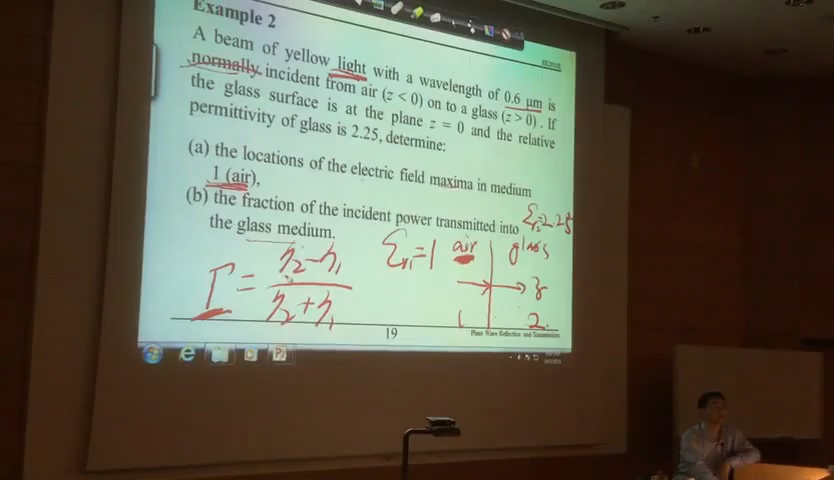 Example 2
EE2011E
A beam of yellow light with a wavelength of 0.6 μm is
normally incident from air (z < 0) on to a glass (z > 0) . If
the glass surface is at the plane z = 0 and the relative
permittivity of glass is 2.25, determine:
(a) the locations of the electric field maxima in medium
1 (air),
(b) the fraction of the incident power transmitted into
the glass medium.
εr2=2.25
εr1=1 air glass
Γ = η2-η1 / η2+η1
z
1 2
19
Plane Wave Reflection and Transmission